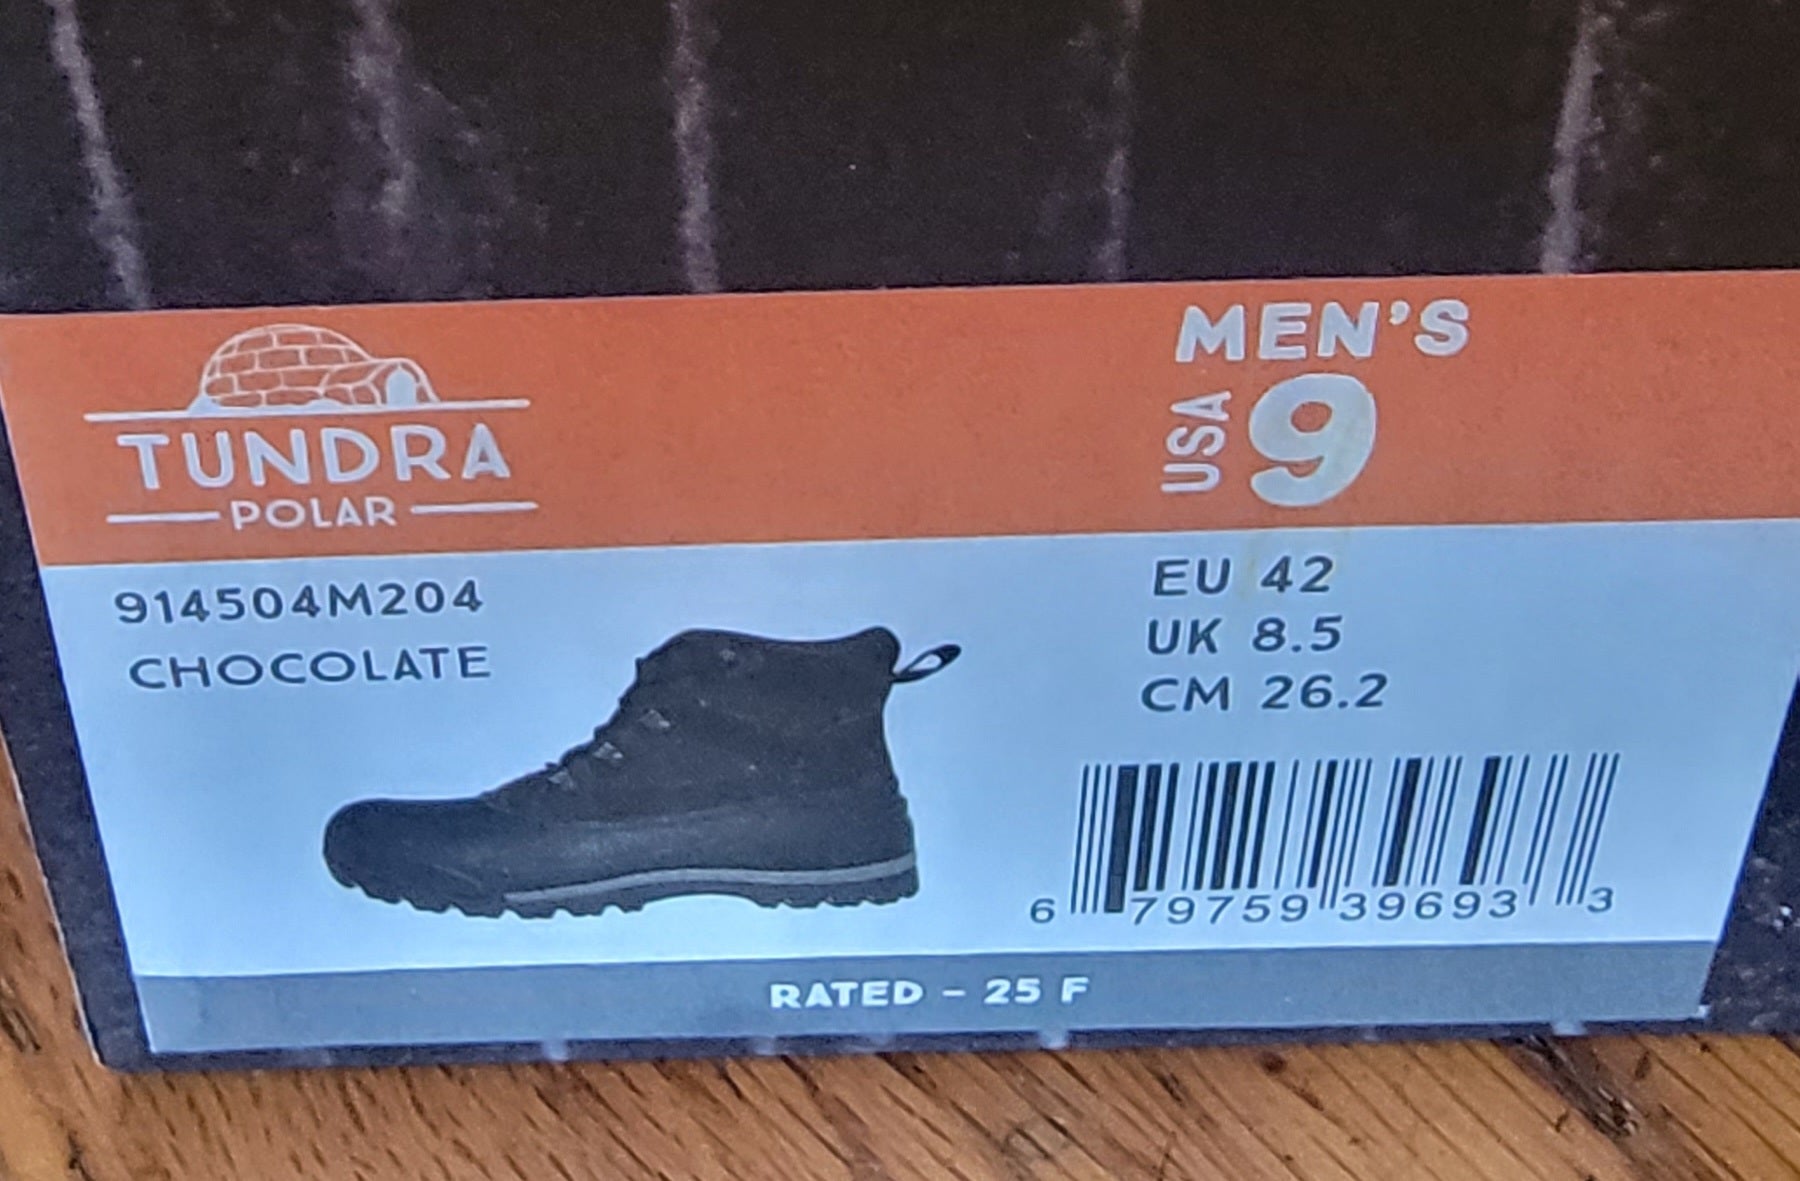 TUNDRA
POLAR
MEN'S
USA 9
914504M204
CHOCOLATE
EU 42
UK 8.5
CM 26.2
6 79759 39693 3
RATED - 25 F